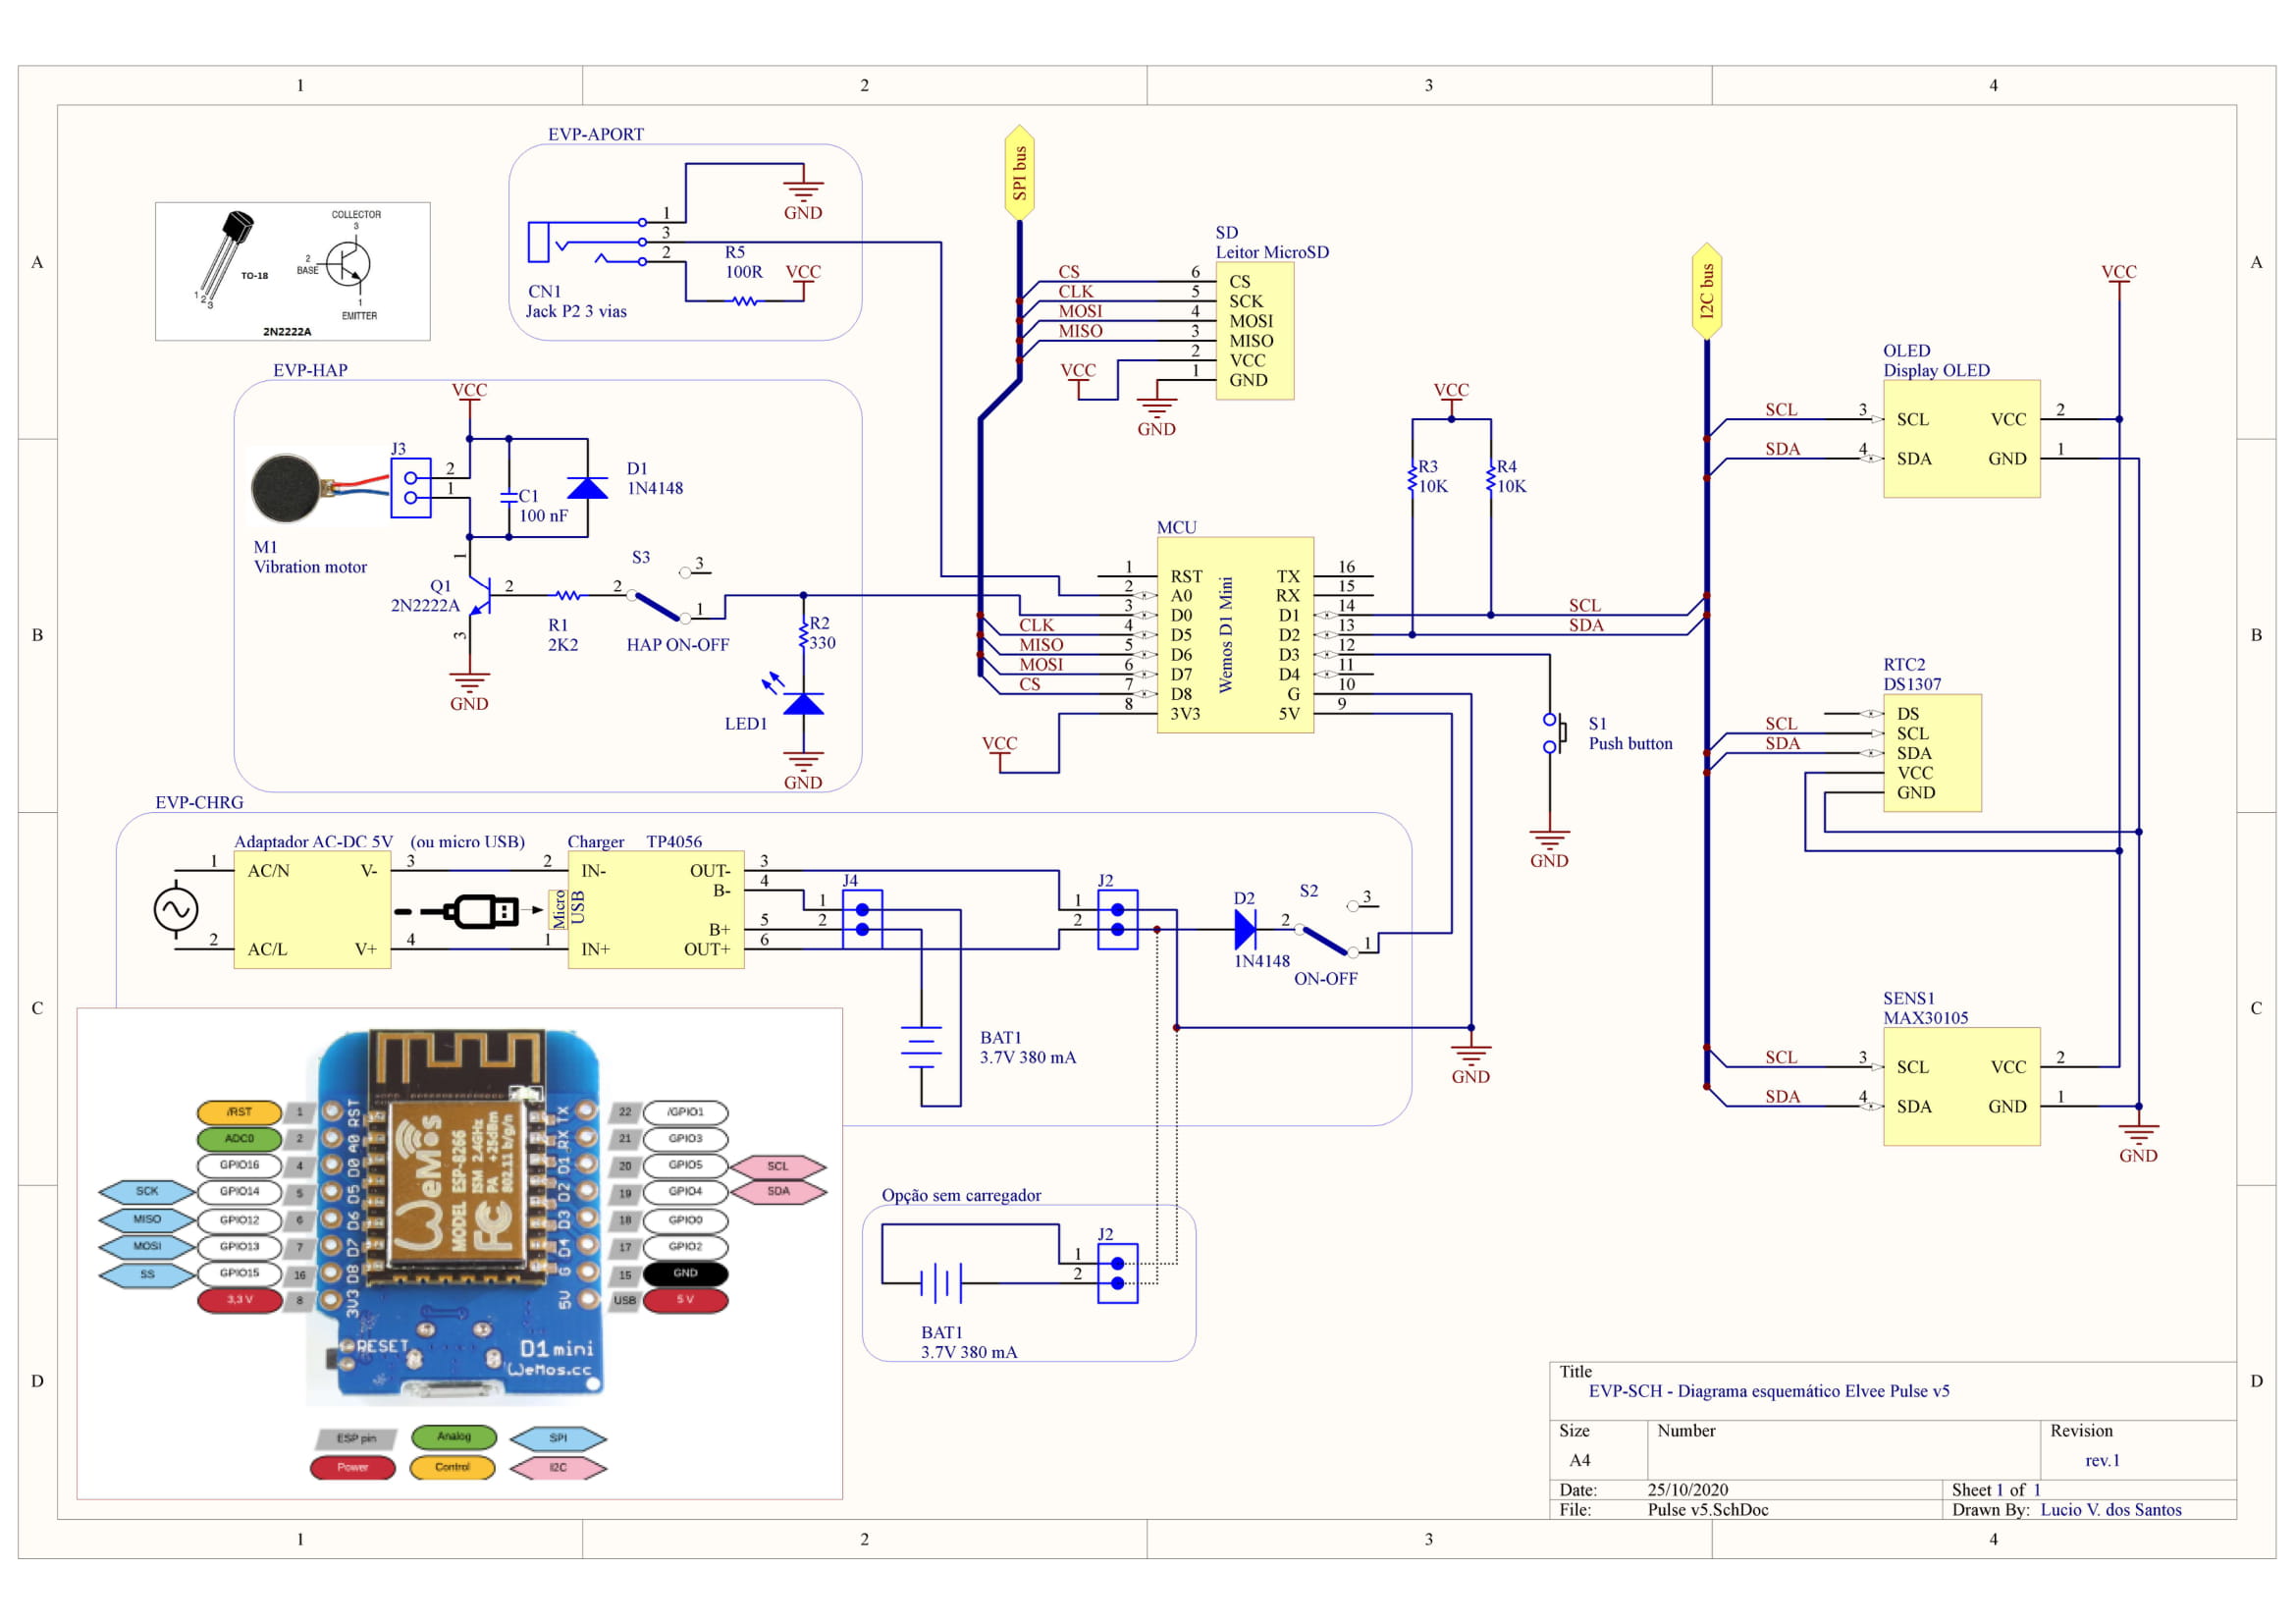 1
2
3
4
A
A
B
B
C
C
D
D
1
2
3
4
COLLECTOR
3
2
BASE
1
EMITTER
1
2
3
TO-18
2N2222A
EVP-APORT
1
3
2
GND
R5
100R
VCC
CN1
Jack P2 3 vias
EVP-HAP
VCC
J3
2
1
C1
100 nF
D1
1N4148
M1
Vibration motor
1
Q1
2N2222A
2
3
GND
R1
2K2
S3
2
3
1
HAP ON-OFF
R2
330
LED1
GND
SPI bus
SD
Leitor MicroSD
CS 6 CS
CLK 5 SCK
MOSI 4 MOSI
MISO 3 MISO
2 VCC
1 GND
VCC
GND
MCU
Wemos D1 Mini
1 RST TX 16
2 A0 RX 15
3 D0 D1 14 SCL
CLK 4 D5 D2 13 SDA
MISO 5 D6 D3 12
MOSI 6 D7 D4 11
CS 7 D8 G 10
8 3V3 5V 9
VCC
VCC
R3
10K
R4
10K
S1
Push button
GND
I2C bus
VCC
OLED
Display OLED
SCL 3 SCL VCC 2
SDA 4 SDA GND 1
RTC2
DS1307
DS
SCL SCL
SDA SDA
VCC
GND
SENS1
MAX30105
SCL 3 SCL VCC 2
SDA 4 SDA GND 1
GND
EVP-CHRG
Adaptador AC-DC 5V (ou micro USB)
1 AC/N V- 3
2 AC/L V+ 4
Charger TP4056
Micro
USB
2 IN- OUT- 3
B- 4
B+ 5
1 IN+ OUT+ 6
J4
1
2
J2
1
2
D2
1N4148
S2
2
3
1
ON-OFF
BAT1
3.7V 380 mA
GND
Opção sem carregador
J2
1
2
BAT1
3.7V 380 mA
/RST 1 RST TX 22 /GPIO1
ADC0 2 A0 RX 21 GPIO3
GPIO16 4 D0 D1 20 GPIO5 SCL
SCK GPIO14 5 D5 D2 19 GPIO4 SDA
MISO GPIO12 6 D6 D3 18 GPIO0
MOSI GPIO13 7 D7 D4 17 GPIO2
SS GPIO15 16 D8 G 15 GND
3,3 V 8 3V3 5V USB 5 V
WeMos
MODEL ESP-8266
ISM 2.4GHz
PA +25dBm
802.11 b/g/n
FC
RESET
D1 mini
WeMos.cc
ESP pin
Analog
SPI
Power
Control
I2C
Title
EVP-SCH - Diagrama esquemático Elvee Pulse v5
Size
A4
Number
Revision
rev.1
Date: 25/10/2020 Sheet 1 of 1
File: Pulse v5.SchDoc Drawn By: Lucio V. dos Santos